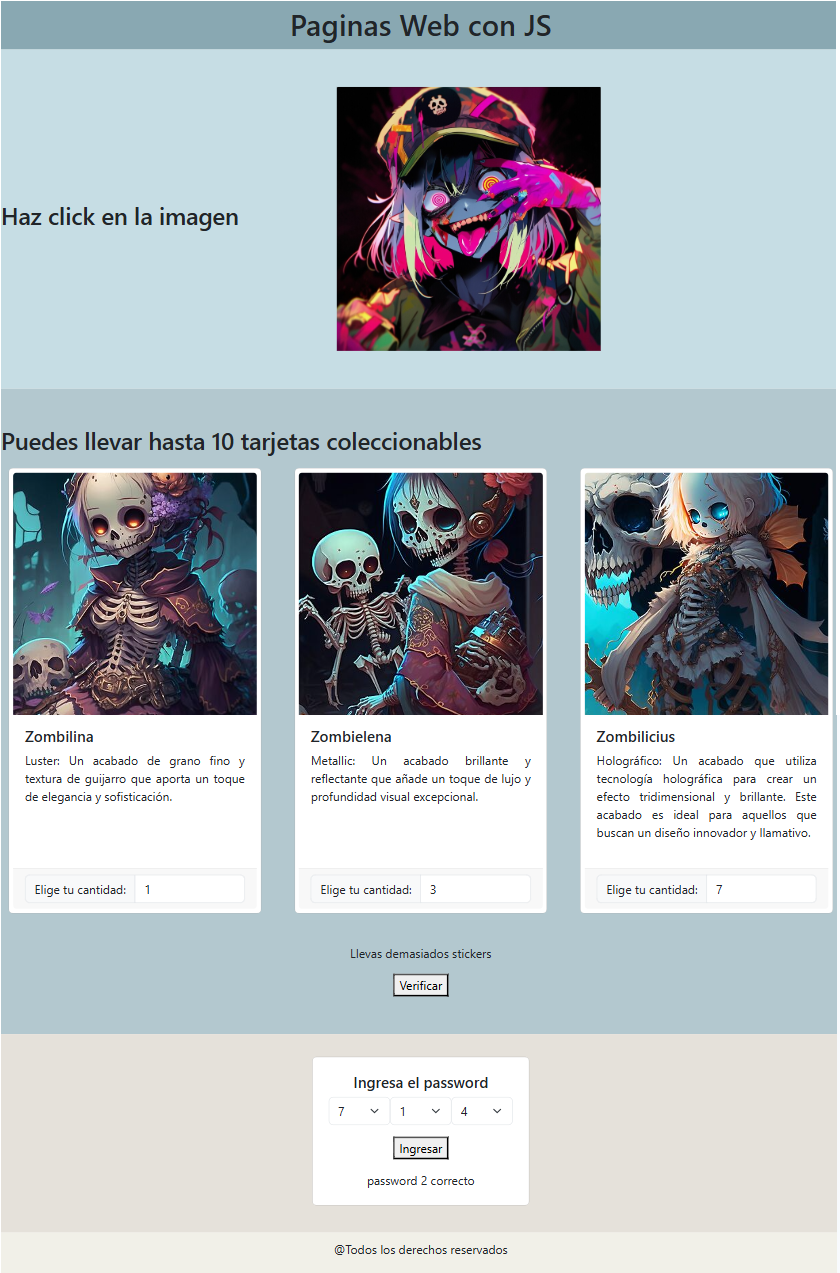 Paginas Web con JS
Haz click en la imagen
Puedes llevar hasta 10 tarjetas coleccionables
Zombilina
Luster: Un acabado de grano fino y
textura de guijarro que aporta un toque
de elegancia y sofisticación.
Elige tu cantidad: 1
Zombielena
Metallic: Un acabado brillante y
reflectante que añade un toque de lujo y
profundidad visual excepcional.
Elige tu cantidad: 3
Zombilicius
Holográfico: Un acabado que utiliza
tecnología holográfica para crear un
efecto tridimensional y brillante. Este
acabado es ideal para aquellos que
buscan un diseño innovador y llamativo.
Elige tu cantidad: 7
Llevas demasiados stickers
Verificar
Ingresa el password
7 1 4
Ingresar
password 2 correcto
@Todos los derechos reservados